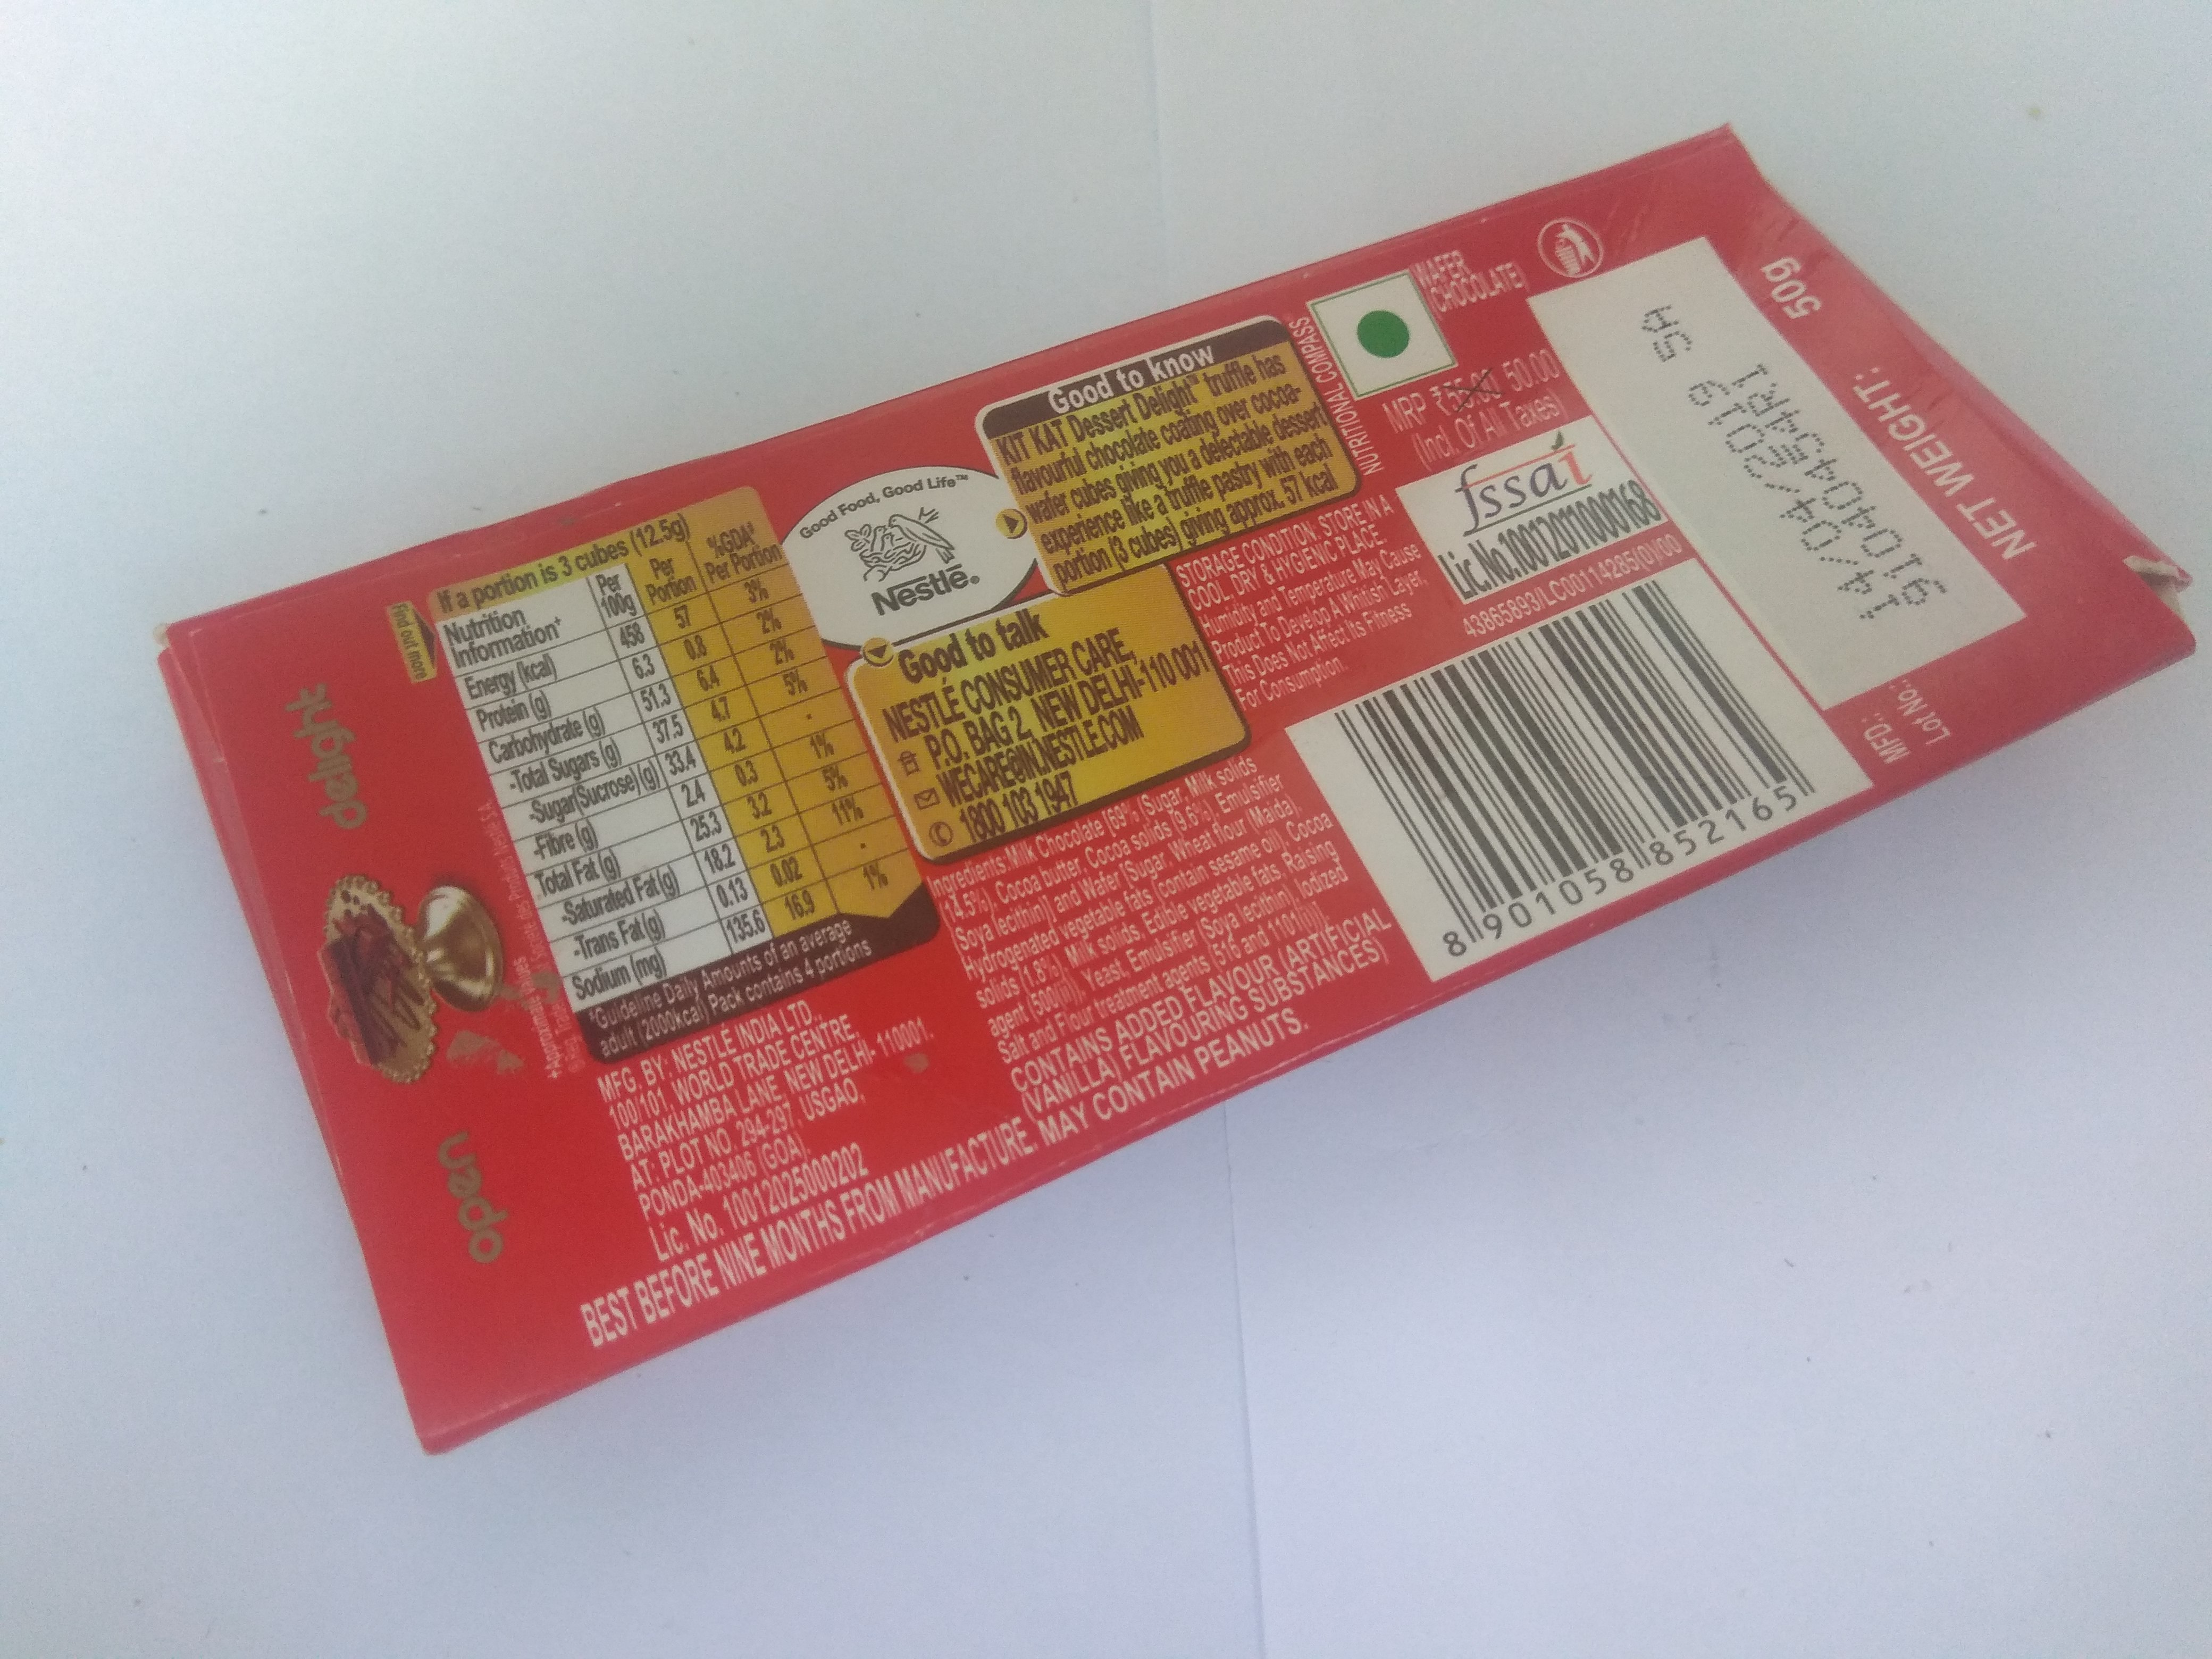 open
delight
Find out more
If a portion is 3 cubes (12.5g)
Nutrition Information⁺ Per 100g Per Portion %GDA‡ Per Portion
Energy (kcal) 458 57 3%
Protein (g) 6.3 0.8 2%
Carbohydrate (g) 51.3 6.4 2%
-Total Sugars (g) 37.5 4.7 5%
-Sugar(Sucrose) (g) 33.4 4.2 -
-Fibre (g) 2.4 0.3 1%
Total Fat (g) 25.3 3.2 5%
-Saturated Fat (g) 18.2 2.3 11%
-Trans Fat (g) 0.13 0.02 -
Sodium (mg) 135.6 16.9 1%
‡Guideline Daily Amounts of an average
adult (2000kcal) Pack contains 4 portions
⁺Approximate Values
MFG. BY: NESTLÉ INDIA LTD.,
100/101, WORLD TRADE CENTRE,
BARAKHAMBA LANE, NEW DELHI- 110001.
AT: PLOT NO. 294-297, USGAO,
PONDA-403406 (GOA).
Lic. No. 10012025000202
BEST BEFORE NINE MONTHS FROM MANUFACTURE. MAY CONTAIN PEANUTS.
Good Food, Good Life™
Nestlé®
Good to know
KIT KAT Dessert Delight™ truffle has
flavourful chocolate coating over cocoa-
wafer cubes giving you a delectable dessert
experience like a truffle pastry with each
portion (3 cubes) giving approx. 57 kcal
NUTRITIONAL COMPASS®
Good to talk
NESTLÉ CONSUMER CARE,
P.O. BAG 2, NEW DELHI-110 001
WECARE@IN.NESTLE.COM
1800 103 1947
STORAGE CONDITION: STORE IN A
COOL, DRY & HYGIENIC PLACE
Humidity and Temperature May Cause
Product To Develop A Whitish Layer,
This Does Not Affect Its Fitness
For Consumption.
Ingredients: Milk Chocolate [69% (Sugar, Milk solids
(14.5%), Cocoa butter, Cocoa solids (9.6%), Emulsifier
(Soya lecithin)] and Wafer [Sugar, Wheat flour (Maida),
Hydrogenated vegetable fats (contain sesame oil), Cocoa
solids (1.8%), Milk solids, Edible vegetable fats, Raising
agent (500(ii)), Yeast, Emulsifier (Soya lecithin), Iodized
Salt and Flour treatment agents (516 and 1101(i))].
CONTAINS ADDED FLAVOUR (ARTIFICIAL
(VANILLA) FLAVOURING SUBSTANCES)
WAFER
(CHOCOLATE)
MRP ₹55.00 50.00
(Incl. Of All Taxes)
fssai
Lic.No.10012011000168
43865893/LC00114285(0)/00
8 901058 852165
NET WEIGHT: 50g
MFD.: 14/04/2019 5A
Lot No.: